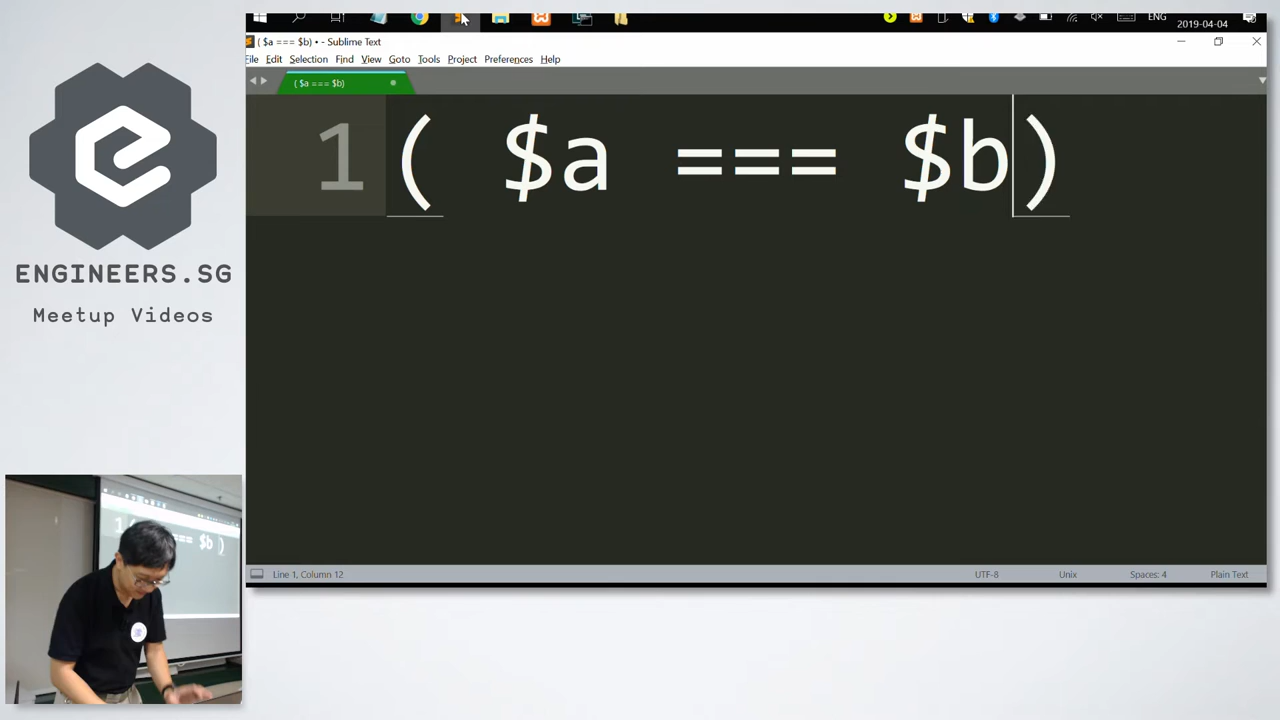 ENG
2019-04-04
( $a === $b) • - Sublime Text
File Edit Selection Find View Goto Tools Project Preferences Help
( $a === $b)
1 ( $a === $b)
Line 1, Column 12
UTF-8
Unix
Spaces: 4
Plain Text
ENGINEERS.SG
Meetup Videos
$b )